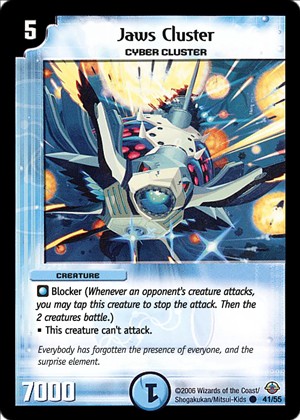 5
Jaws Cluster
CYBER CLUSTER
CREATURE
Blocker (Whenever an opponent's creature attacks,
you may tap this creature to stop the attack. Then the
2 creatures battle.)
▪ This creature can't attack.
Everybody has forgotten the presence of everyone, and the
surprise element.
7000
1
©2006 Wizards of the Coast/
Shogakukan/Mitsui-Kids 41/55